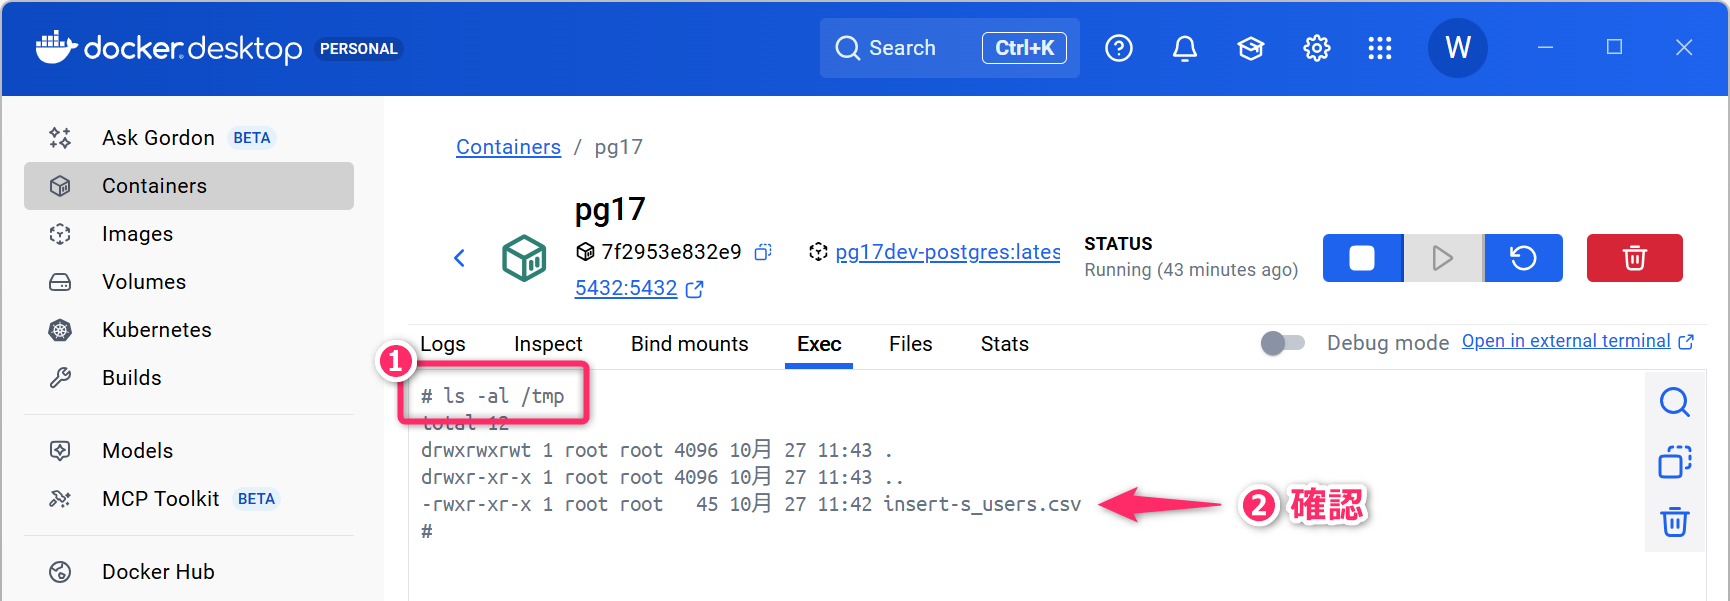 docker desktop PERSONAL
Search Ctrl+K
W
Ask Gordon BETA
Containers
Images
Volumes
Kubernetes
Builds
Models
MCP Toolkit BETA
Docker Hub
Containers / pg17
pg17
7f2953e832e9
pg17dev-postgres:lates
5432:5432
STATUS
Running (43 minutes ago)
Logs Inspect Bind mounts Exec Files Stats
Debug mode Open in external terminal
1
# ls -al /tmp
total 12
drwxrwxrwt 1 root root 4096 10月 27 11:43 .
drwxr-xr-x 1 root root 4096 10月 27 11:43 ..
-rwxr-xr-x 1 root root   45 10月 27 11:42 insert-s_users.csv
2 確認
#